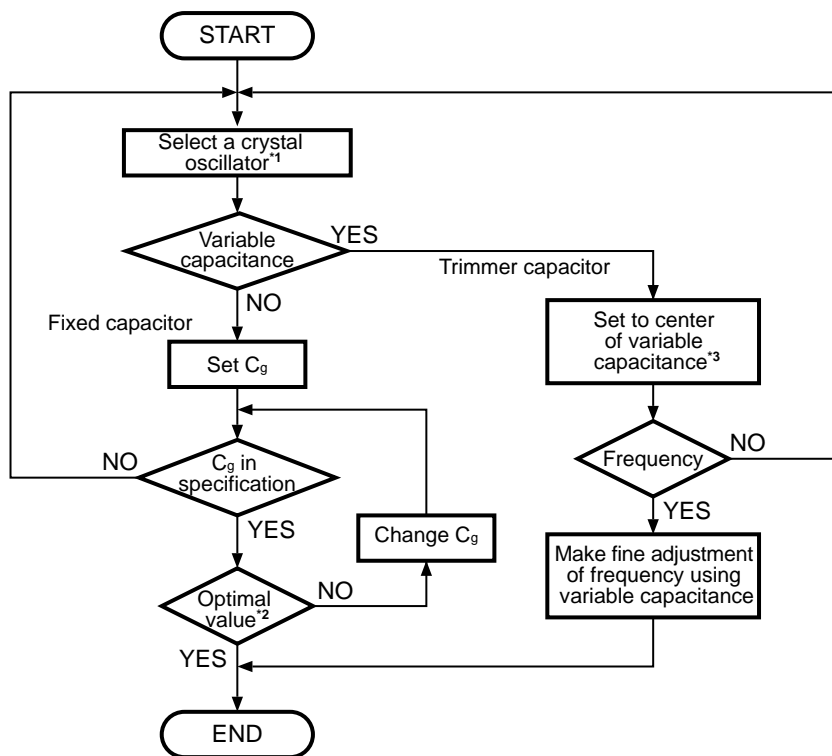 START
Select a crystal
oscillator*1
Variable
capacitance
YES
Trimmer capacitor
NO
Fixed capacitor
Set Cg
Set to center
of variable
capacitance*3
Cg in
specification
NO
YES
Frequency
NO
YES
Change Cg
Make fine adjustment
of frequency using
variable capacitance
Optimal
value*2
NO
YES
END